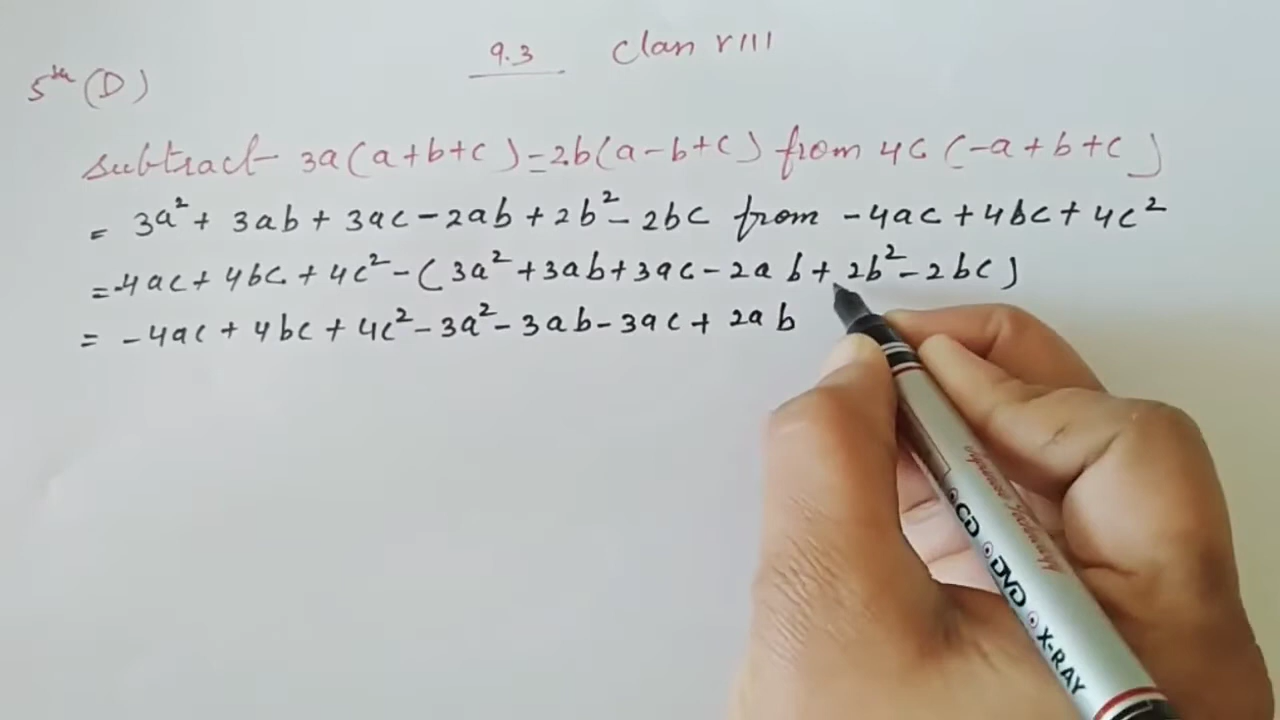 9.3 Class VIII
5th (D)
Subtract 3a(a+b+c)-2b(a-b+c) from 4c(-a+b+c)
= 3a² + 3ab + 3ac - 2ab + 2b² - 2bc from -4ac + 4bc + 4c²
= -4ac + 4bc + 4c² - (3a² + 3ab + 3ac - 2ab + 2b² - 2bc)
= -4ac + 4bc + 4c² - 3a² - 3ab - 3ac + 2ab
CD DVD X-RAY